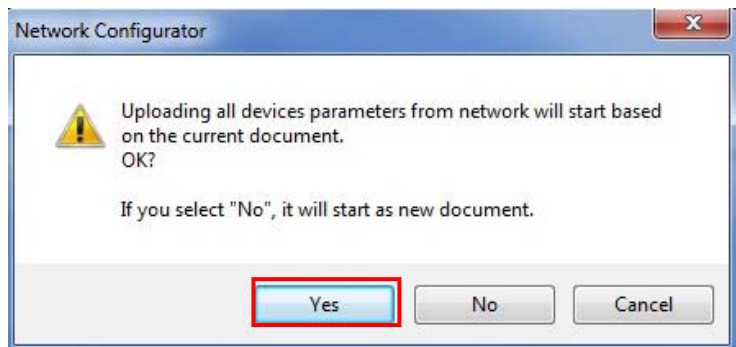 Network Configurator
Uploading all devices parameters from network will start based
on the current document.
OK?
If you select "No", it will start as new document.
Yes No Cancel